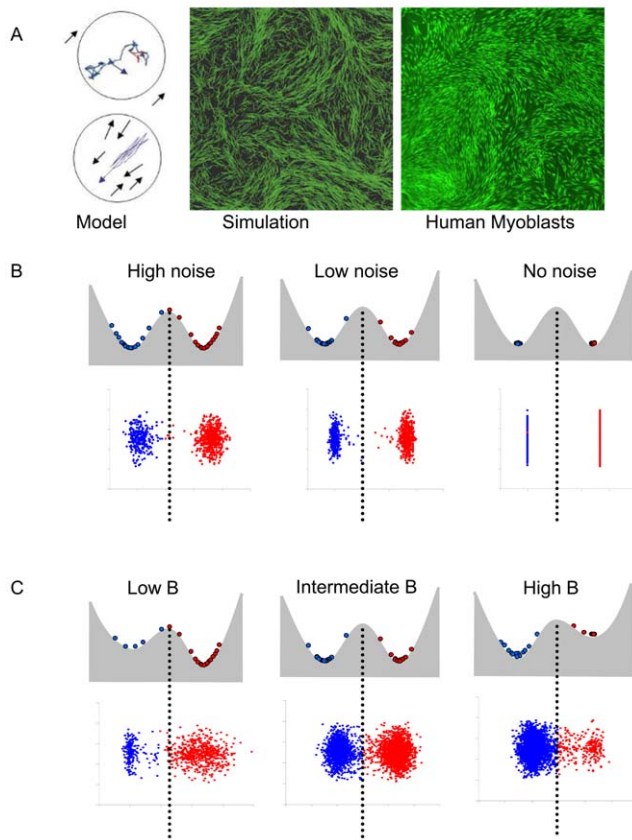 A
Model
Simulation
Human Myoblasts
B
High noise
Low noise
No noise
C
Low B
Intermediate B
High B